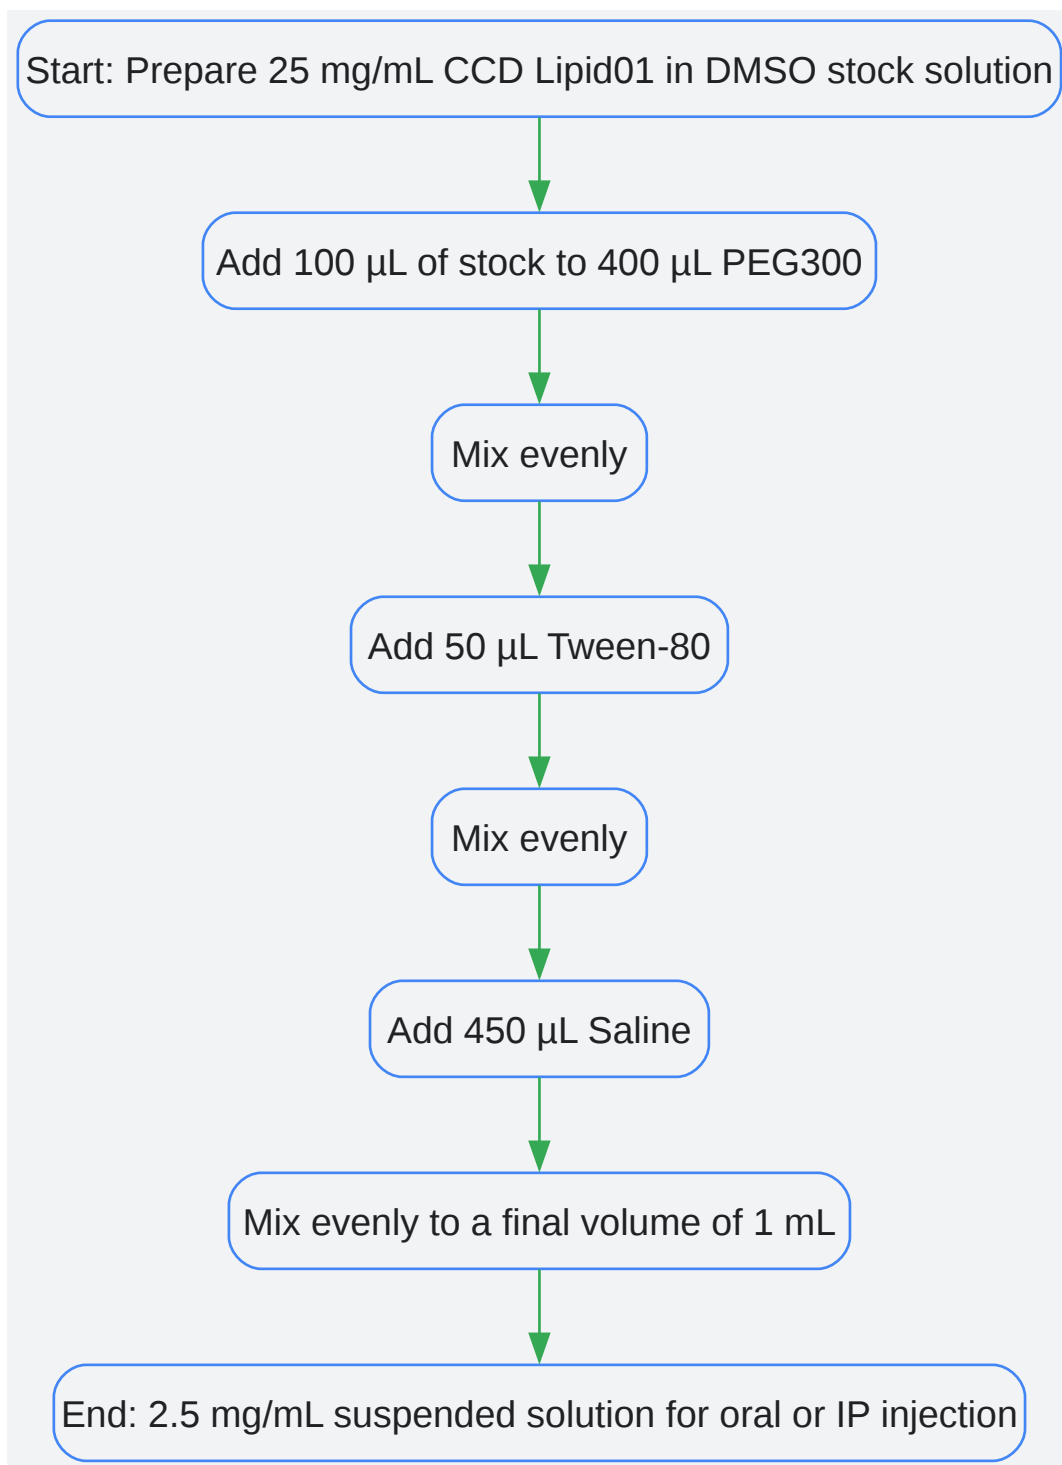 Start: Prepare 25 mg/mL CCD Lipid01 in DMSO stock solution
Add 100 µL of stock to 400 µL PEG300
Mix evenly
Add 50 µL Tween-80
Mix evenly
Add 450 µL Saline
Mix evenly to a final volume of 1 mL
End: 2.5 mg/mL suspended solution for oral or IP injection